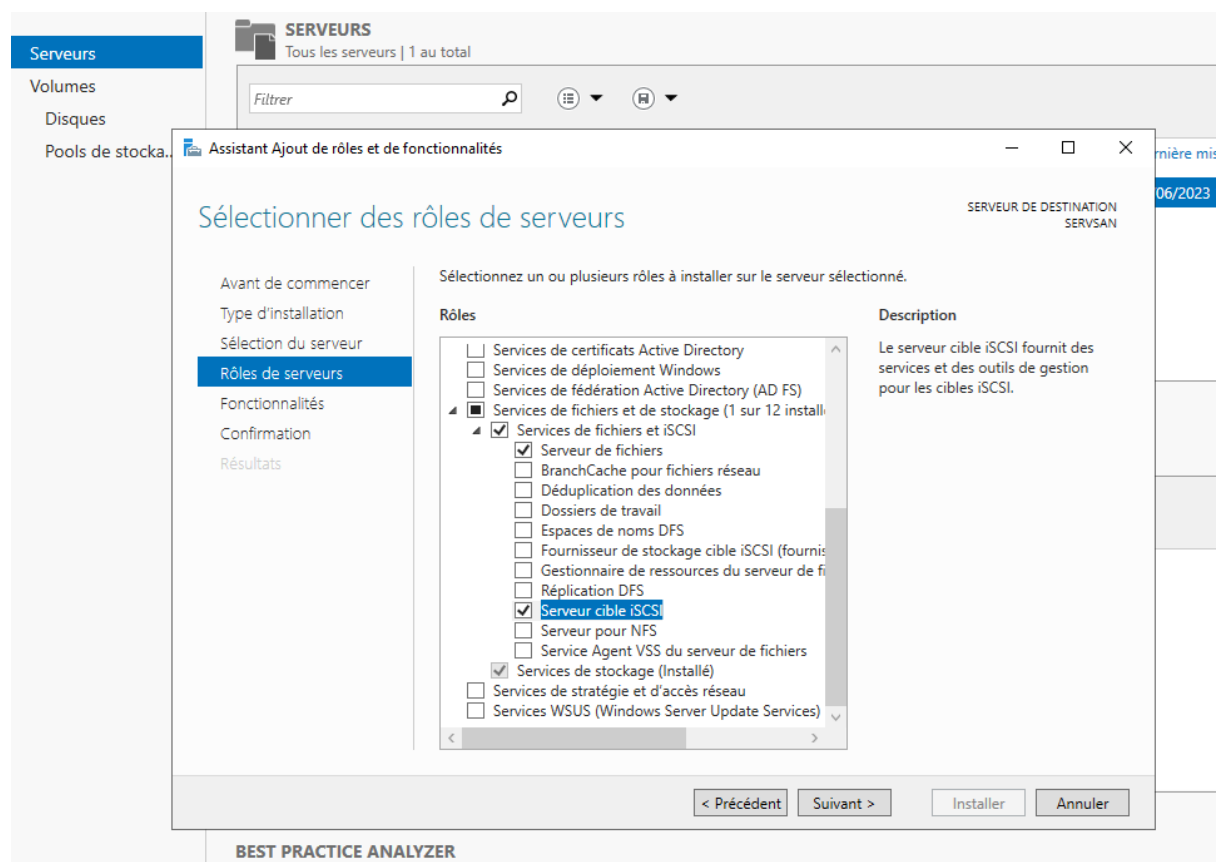 SERVEURS
Tous les serveurs | 1 au total
Serveurs
Volumes
Disques
Pools de stocka..
Filtrer
Assistant Ajout de rôles et de fonctionnalités
rnière mis
06/2023
Sélectionner des rôles de serveurs
SERVEUR DE DESTINATION
SERVSAN
Avant de commencer
Type d'installation
Sélection du serveur
Rôles de serveurs
Fonctionnalités
Confirmation
Résultats
Sélectionnez un ou plusieurs rôles à installer sur le serveur sélectionné.
Rôles
Services de certificats Active Directory
Services de déploiement Windows
Services de fédération Active Directory (AD FS)
Services de fichiers et de stockage (1 sur 12 install
Services de fichiers et iSCSI
Serveur de fichiers
BranchCache pour fichiers réseau
Déduplication des données
Dossiers de travail
Espaces de noms DFS
Fournisseur de stockage cible iSCSI (fournis
Gestionnaire de ressources du serveur de fi
Réplication DFS
Serveur cible iSCSI
Serveur pour NFS
Service Agent VSS du serveur de fichiers
Services de stockage (Installé)
Services de stratégie et d'accès réseau
Services WSUS (Windows Server Update Services)
Description
Le serveur cible iSCSI fournit des
services et des outils de gestion
pour les cibles iSCSI.
< Précédent
Suivant >
Installer
Annuler
BEST PRACTICE ANALYZER